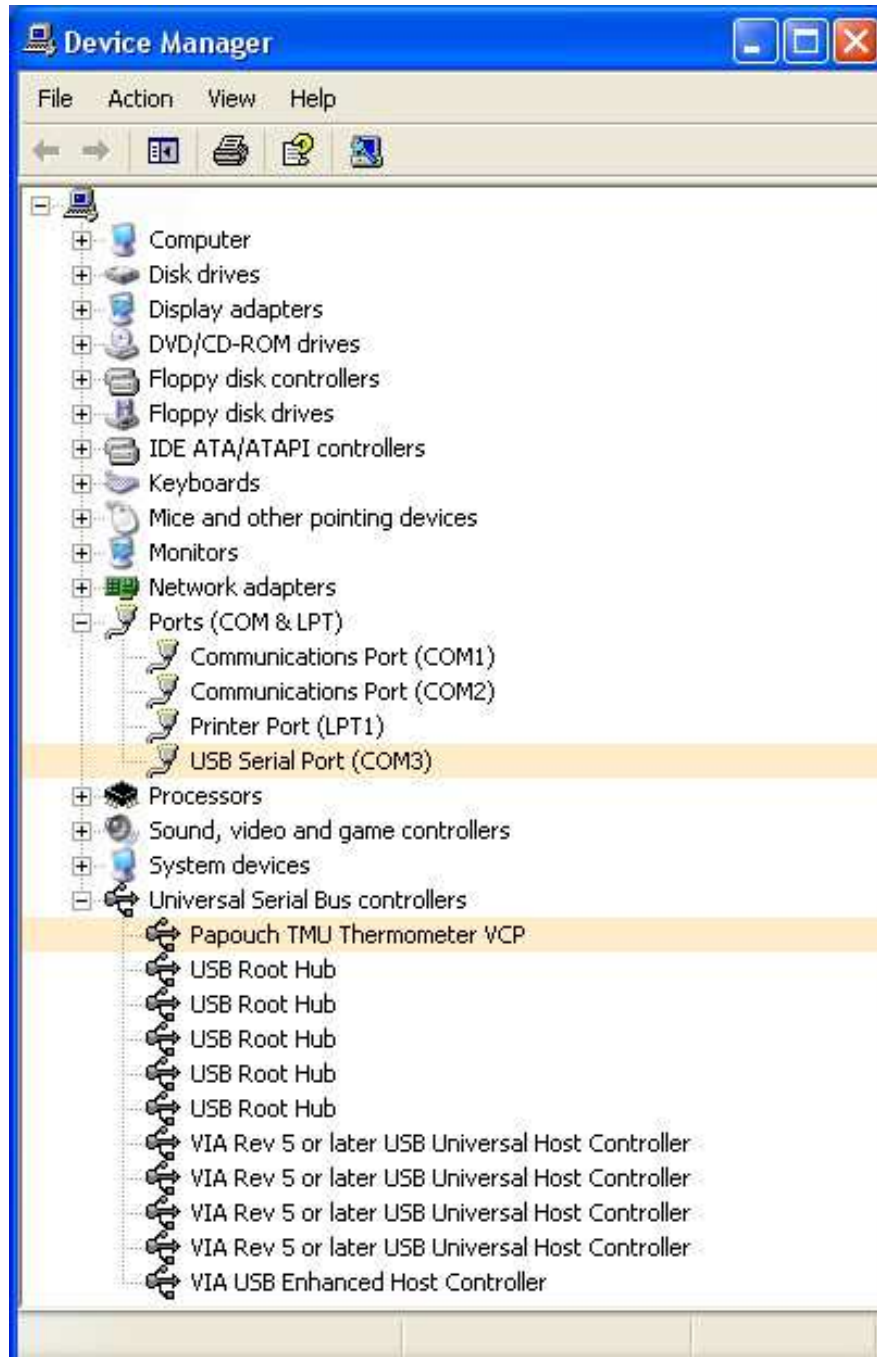 Device Manager
File Action View Help
Computer
Disk drives
Display adapters
DVD/CD-ROM drives
Floppy disk controllers
Floppy disk drives
IDE ATA/ATAPI controllers
Keyboards
Mice and other pointing devices
Monitors
Network adapters
Ports (COM & LPT)
Communications Port (COM1)
Communications Port (COM2)
Printer Port (LPT1)
USB Serial Port (COM3)
Processors
Sound, video and game controllers
System devices
Universal Serial Bus controllers
Papouch TMU Thermometer VCP
USB Root Hub
USB Root Hub
USB Root Hub
USB Root Hub
USB Root Hub
VIA Rev 5 or later USB Universal Host Controller
VIA Rev 5 or later USB Universal Host Controller
VIA Rev 5 or later USB Universal Host Controller
VIA Rev 5 or later USB Universal Host Controller
VIA USB Enhanced Host Controller